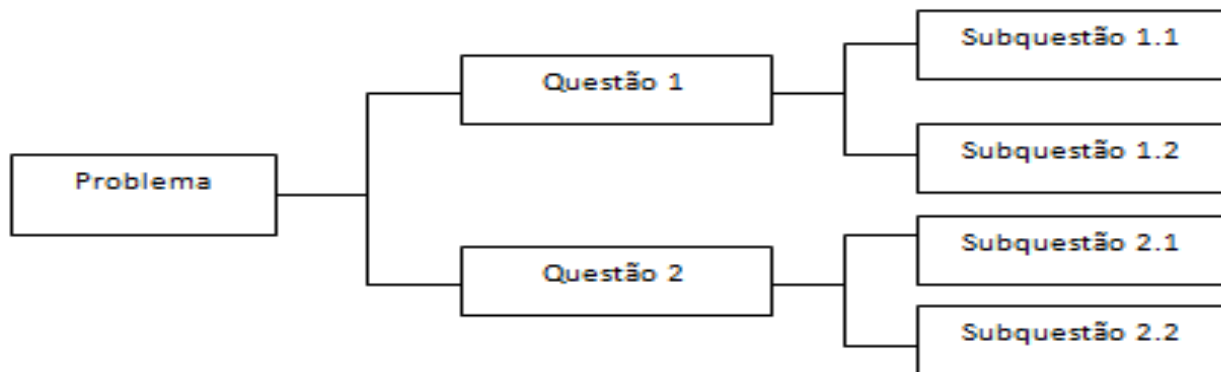 Problema
Questão 1
Subquestão 1.1
Subquestão 1.2
Questão 2
Subquestão 2.1
Subquestão 2.2